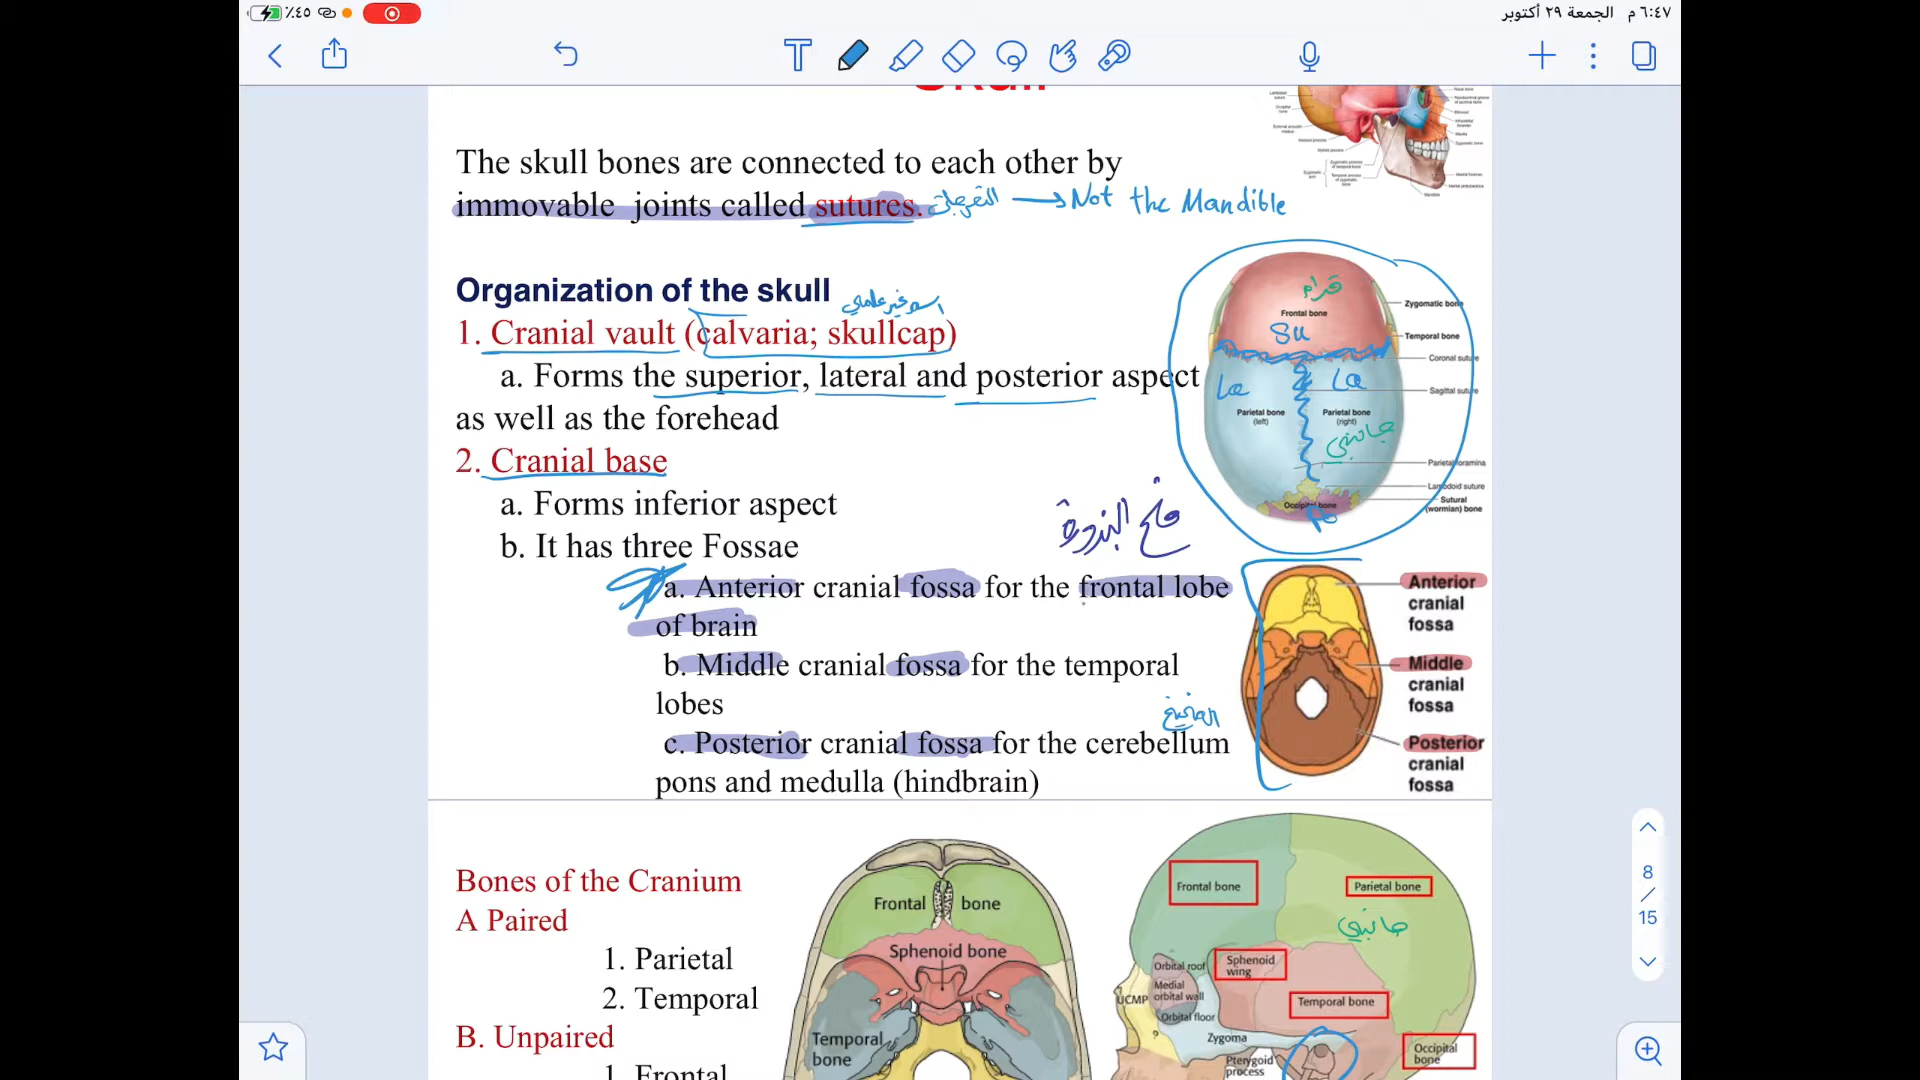 ٪٤٥
٦:٤٧ م الجمعة ٢٩ أكتوبر
The skull bones are connected to each other by
immovable joints called sutures.
→ Not the Mandible
Organization of the skull
اسم غير علمي
1. Cranial vault (calvaria; skullcap)
a. Forms the superior, lateral and posterior aspect
as well as the forehead
2. Cranial base
a. Forms inferior aspect
b. It has three Fossae
a. Anterior cranial fossa for the frontal lobe
of brain
b. Middle cranial fossa for the temporal
lobes
c. Posterior cranial fossa for the cerebellum
pons and medulla (hindbrain)
Frontal bone
Su
La
La
Parietal bone
(left)
Parietal bone
(right)
جانبي
Occipital bone
Zygomatic bone
Temporal bone
Coronal suture
Sagittal suture
Parietal foramina
Lambdoid suture
Sutural
(wormian) bone
Anterior
cranial
fossa
Middle
cranial
fossa
Posterior
cranial
fossa
Bones of the Cranium
A Paired
1. Parietal
2. Temporal
B. Unpaired
1. Frontal
Frontal bone
Sphenoid bone
Temporal
bone
Frontal bone
Parietal bone
جانبي
Orbital roof
Sphenoid
wing
Medial
orbital wall
UCMP
Temporal bone
Orbital floor
?
Zygoma
Occipital
bone
Pterygoid
process
8
/
15